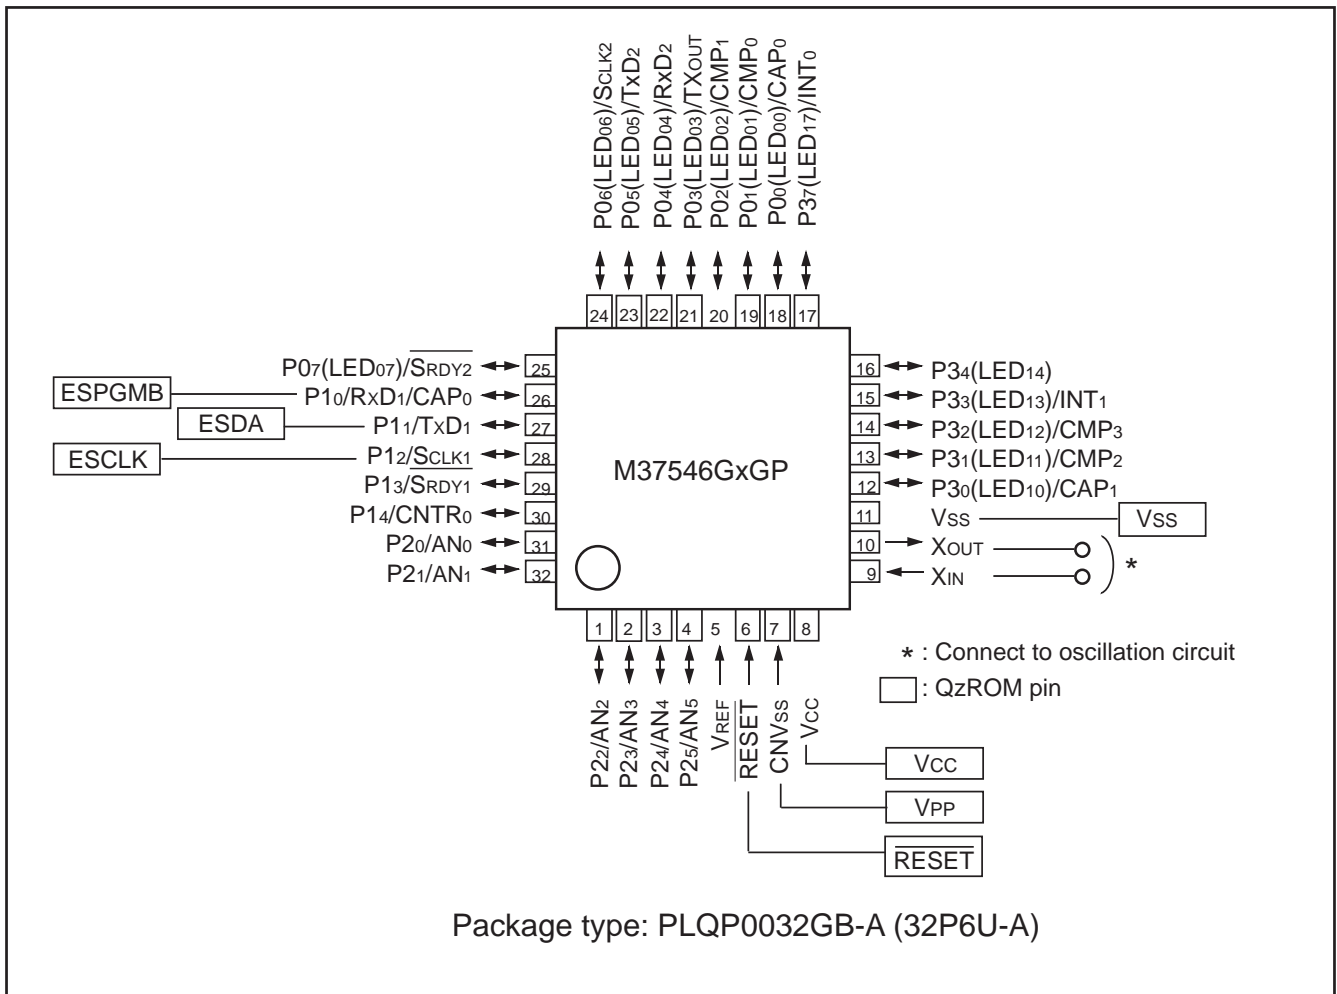 P06(LED06)/SCLK2
P05(LED05)/TxD2
P04(LED04)/RxD2
P03(LED03)/TXOUT
P02(LED02)/CMP1
P01(LED01)/CMP0
P00(LED00)/CAP0
P37(LED17)/INT0
24 23 22 21 20 19 18 17
P07(LED07)/SRDY2 25
ESPGMB P10/RXD1/CAP0 26
ESDA P11/TXD1 27
ESCLK P12/SCLK1 28
P13/SRDY1 29
P14/CNTR0 30
P20/AN0 31
P21/AN1 32
M37546GxGP
16 P34(LED14)
15 P33(LED13)/INT1
14 P32(LED12)/CMP3
13 P31(LED11)/CMP2
12 P30(LED10)/CAP1
11 VSS VSS
10 XOUT
9 XIN
*
1 2 3 4 5 6 7 8
P22/AN2
P23/AN3
P24/AN4
P25/AN5
VREF
RESET
CNVSS
VCC
* : Connect to oscillation circuit
: QzROM pin
VCC
VPP
RESET
Package type: PLQP0032GB-A (32P6U-A)